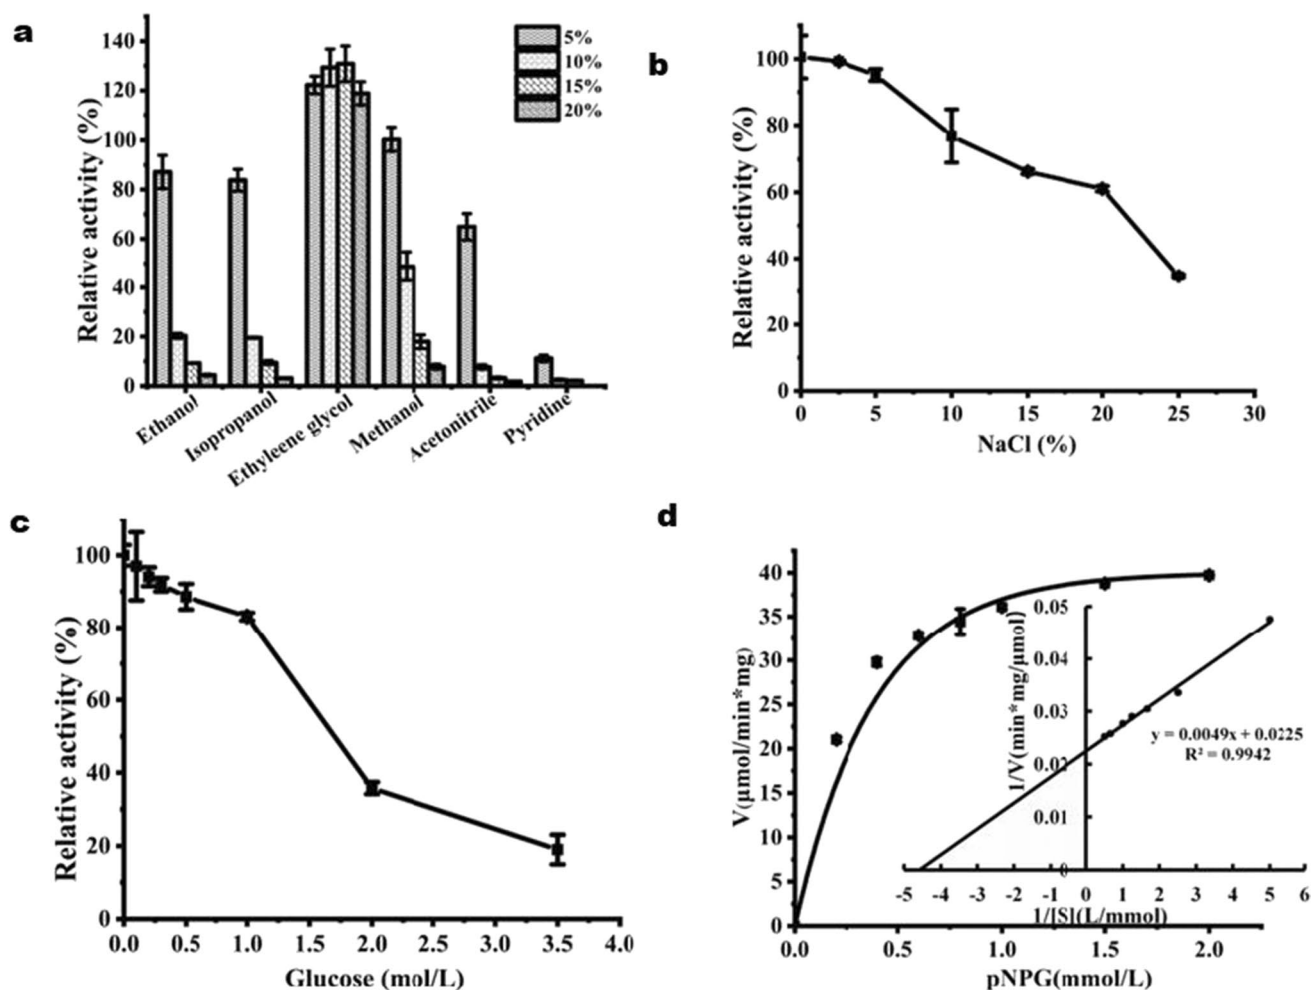 a
Relative activity (%)
140
120
100
80
60
40
20
0
5%
10%
15%
20%
Ethanol
Isopropanol
Ethyleene glycol
Methanol
Acetonitrile
Pyridine
b
Relative activity (%)
100
80
60
40
20
0
0 5 10 15 20 25 30
NaCl (%)
c
Relative activity (%)
100
80
60
40
20
0
0.0 0.5 1.0 1.5 2.0 2.5 3.0 3.5 4.0
Glucose (mol/L)
d
V(μmol/min*mg)
40
35
30
25
20
15
10
5
0
0.0 0.5 1.0 1.5 2.0
pNPG(mmol/L)
1/V(min*mg/μmol)
0.05
0.04
0.03
0.02
0.01
0
y = 0.0049x + 0.0225
R² = 0.9942
-5 -4 -3 -2 -1 0 1 2 3 4 5 6
1/[S](L/mmol)